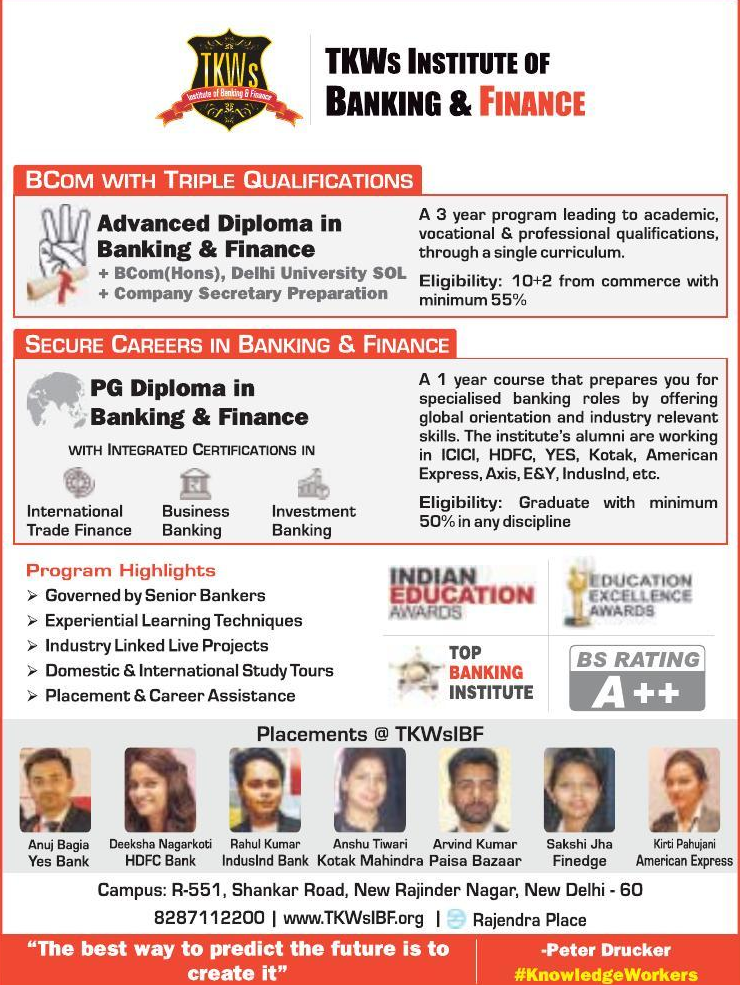 TKWs
Institute of Banking & Finance
TKWs INSTITUTE OF
BANKING & FINANCE
BCOM WITH TRIPLE QUALIFICATIONS
Advanced Diploma in
Banking & Finance
+ BCom(Hons), Delhi University SOL
+ Company Secretary Preparation
A 3 year program leading to academic,
vocational & professional qualifications,
through a single curriculum.
Eligibility: 10+2 from commerce with
minimum 55%
SECURE CAREERS IN BANKING & FINANCE
PG Diploma in
Banking & Finance
WITH INTEGRATED CERTIFICATIONS IN
International
Trade Finance
Business
Banking
Investment
Banking
A 1 year course that prepares you for
specialised banking roles by offering
global orientation and industry relevant
skills. The institute's alumni are working
in ICICI, HDFC, YES, Kotak, American
Express, Axis, E&Y, IndusInd, etc.
Eligibility: Graduate with minimum
50% in any discipline
Program Highlights
➢ Governed by Senior Bankers
➢ Experiential Learning Techniques
➢ Industry Linked Live Projects
➢ Domestic & International Study Tours
➢ Placement & Career Assistance
INDIAN
EDUCATION
AWARDS
EDUCATION
EXCELLENCE
AWARDS
TOP
BANKING
INSTITUTE
BS RATING
A++
Placements @ TKWsIBF
Anuj Bagia
Yes Bank
Deeksha Nagarkoti
HDFC Bank
Rahul Kumar
IndusInd Bank
Anshu Tiwari
Kotak Mahindra
Arvind Kumar
Paisa Bazaar
Sakshi Jha
Finedge
Kirti Pahujani
American Express
Campus: R-551, Shankar Road, New Rajinder Nagar, New Delhi - 60
8287112200 | www.TKWsIBF.org | Rajendra Place
“The best way to predict the future is to
create it”
-Peter Drucker
#KnowledgeWorkers